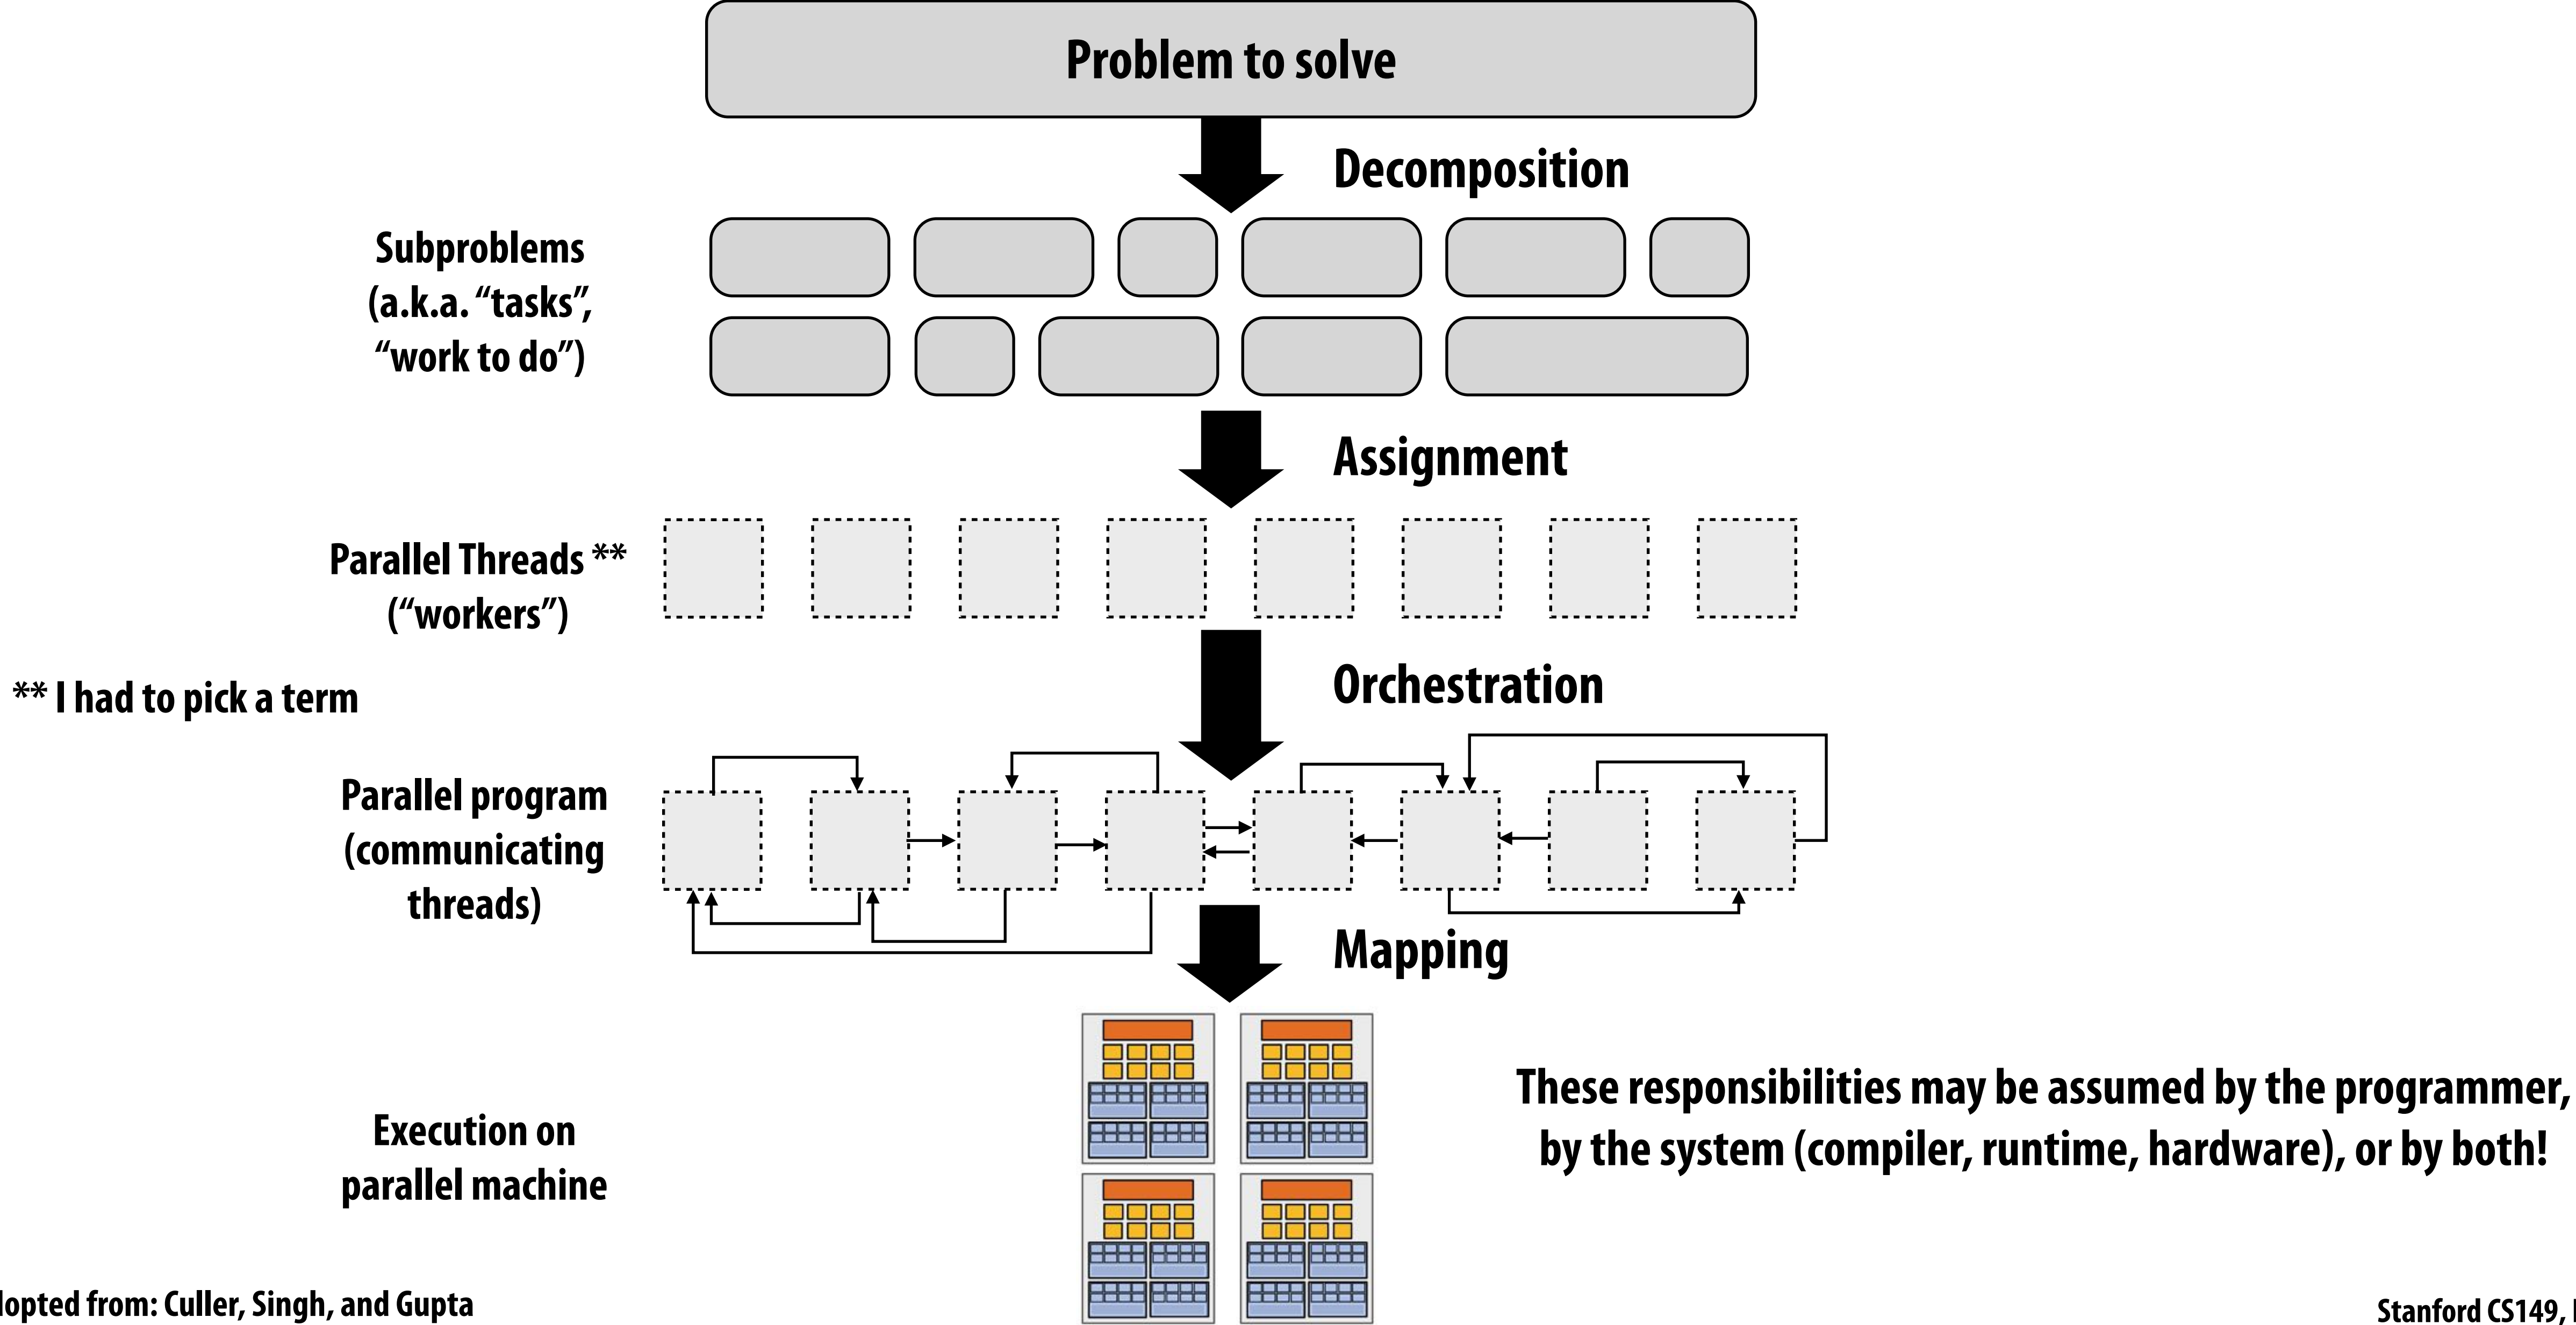 Problem to solve
Decomposition
Subproblems
(a.k.a. “tasks”,
“work to do”)
Assignment
Parallel Threads **
(“workers”)
** I had to pick a term
Orchestration
Parallel program
(communicating
threads)
Mapping
Execution on
parallel machine
These responsibilities may be assumed by the programmer,
by the system (compiler, runtime, hardware), or by both!
from: Culler, Singh, and Gupta
Stanford CS149,